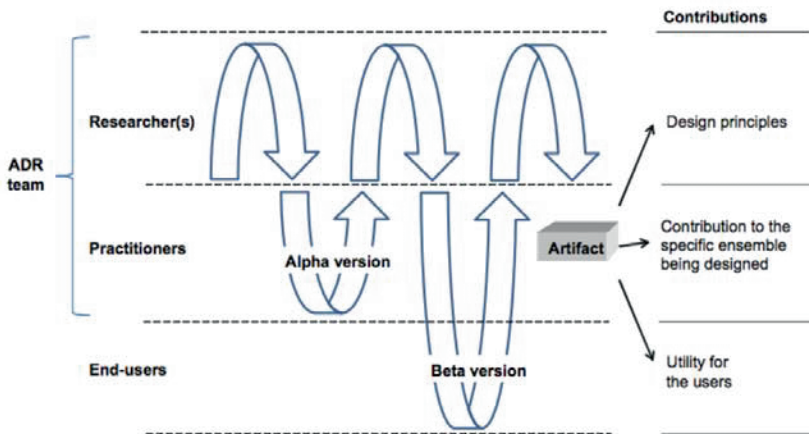 Contributions
Researcher(s)
Design principles
ADR
team
Practitioners
Alpha version
Artifact
Contribution to the
specific ensemble
being designed
End-users
Beta version
Utility for
the users